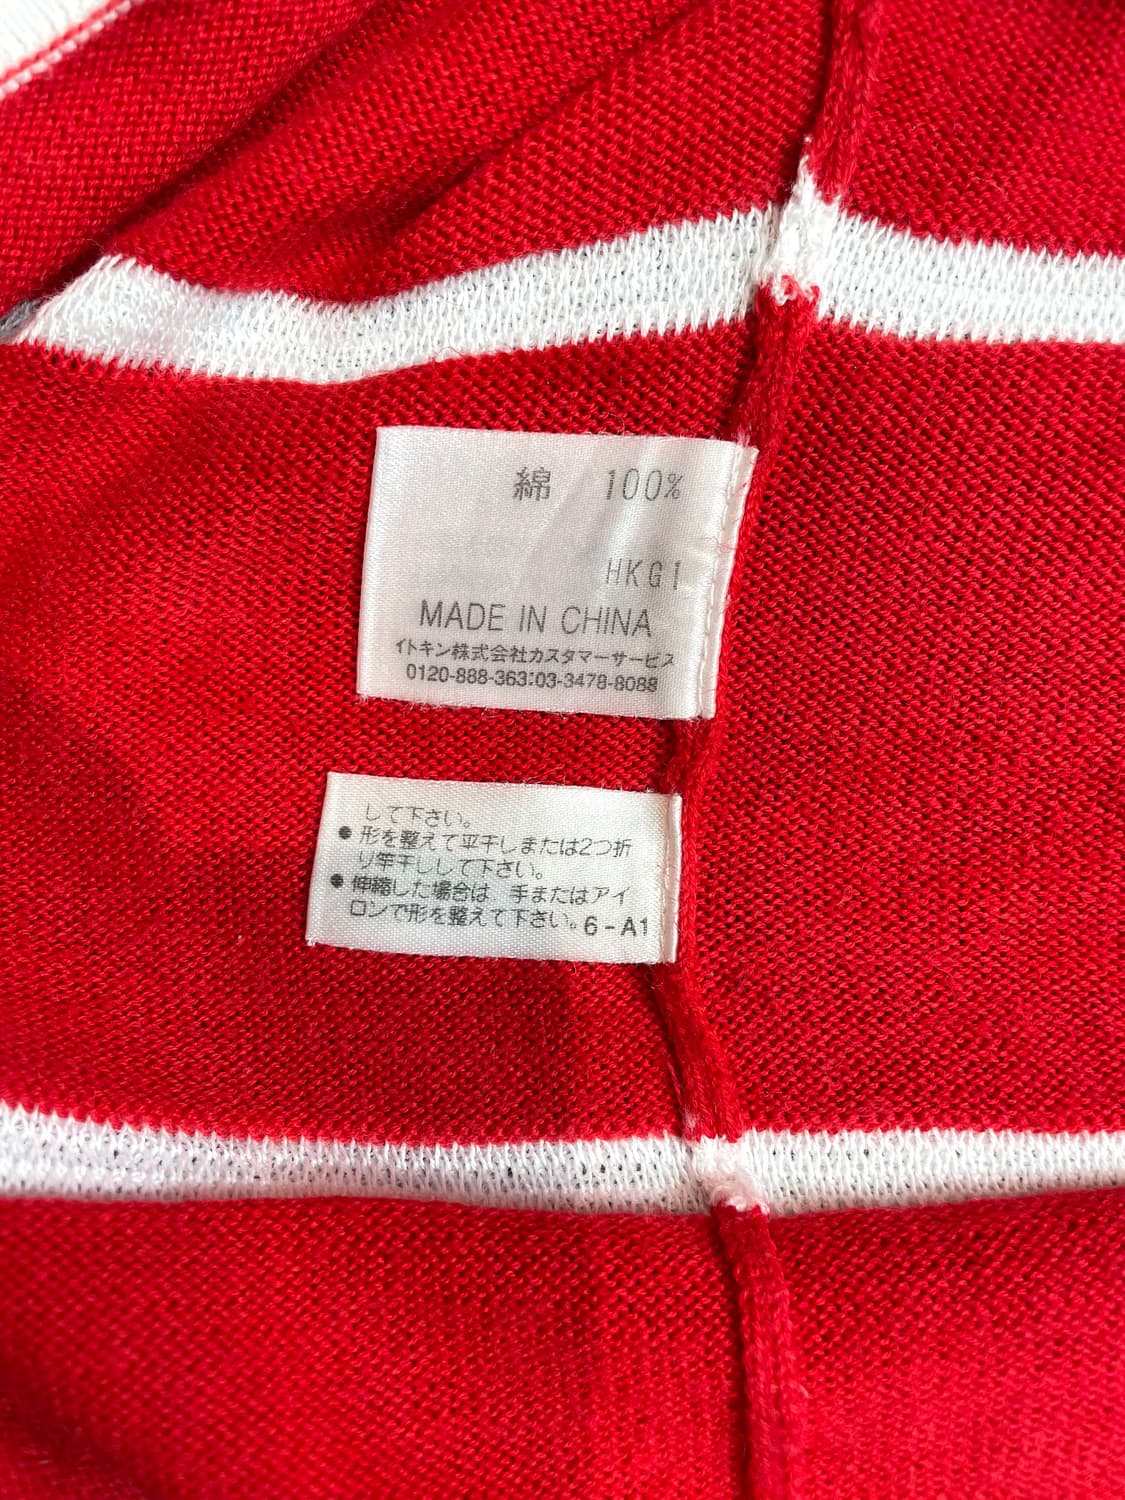 綿 100%
HKG1
MADE IN CHINA
イトキン株式会社カスタマーサービス
0120-888-363:03-3478-8088
して下さい。
● 形を整えて平干しまたは2つ折
り竿干しして下さい。
● 伸縮した場合は 手またはアイ
ロンで形を整えて下さい。6-A1